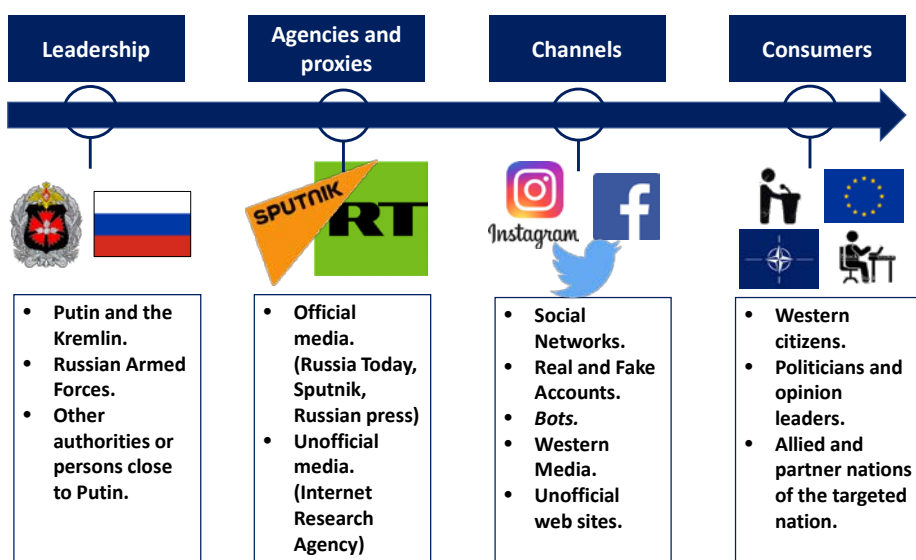 Leadership
Agencies and
proxies
Channels
Consumers
SPUTNIK
RT
Instagram
f
• Putin and the
Kremlin.
• Russian Armed
Forces.
• Other
authorities or
persons close
to Putin.
• Official
media.
(Russia Today,
Sputnik,
Russian press)
• Unofficial
media.
(Internet
Research
Agency)
• Social
Networks.
• Real and Fake
Accounts.
• Bots.
• Western
Media.
• Unofficial
web sites.
• Western
citizens.
• Politicians and
opinion
leaders.
• Allied and
partner nations
of the targeted
nation.